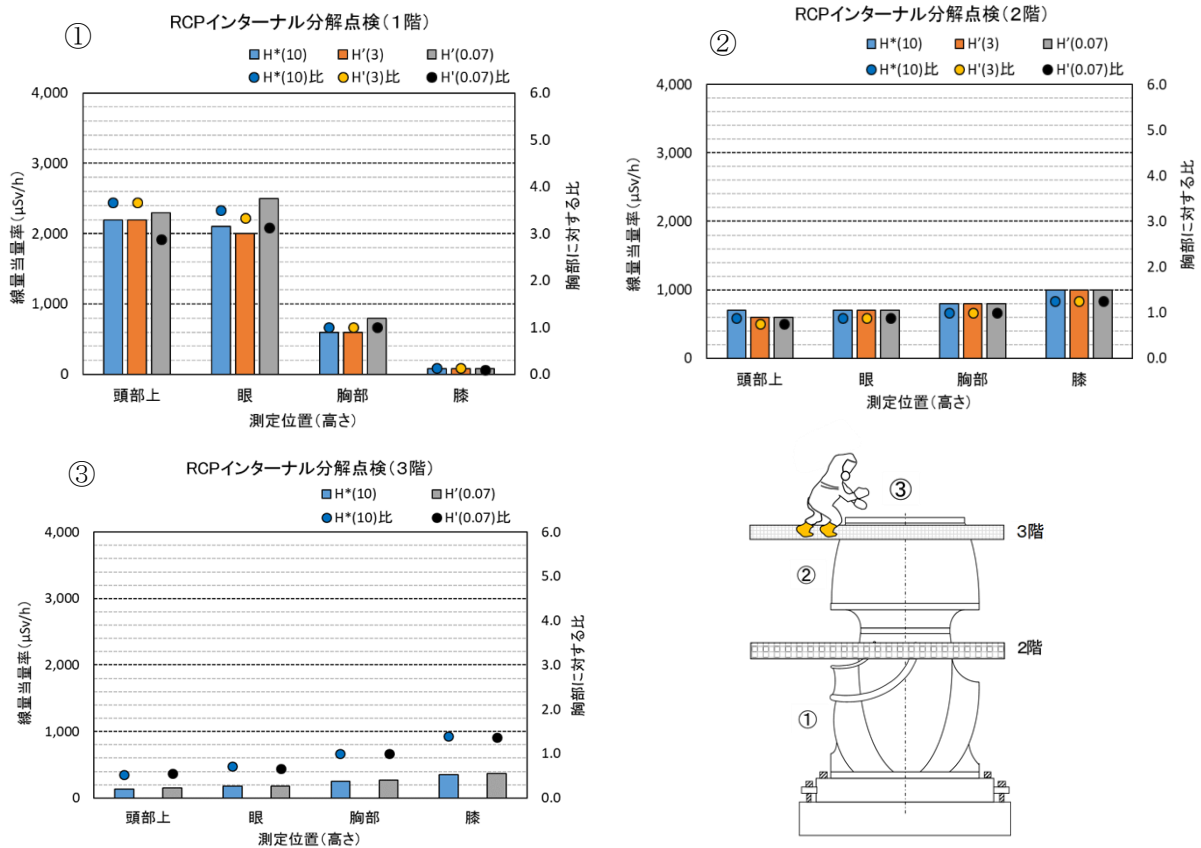 ①
RCPインターナル分解点検（１階）
H*(10) H’(3) H’(0.07)
H*(10)比 H'(3)比 H'(0.07)比
線量当量率（μSv/h）
4,000
3,000
2,000
1,000
0
6.0
5.0
4.0
3.0
2.0
1.0
0.0
胸部に対する比
頭部上 眼 胸部 膝
測定位置（高さ）
②
RCPインターナル分解点検（２階）
H*(10) H’(3) H’(0.07)
H*(10)比 H'(3)比 H'(0.07)比
線量当量率（μSv/h）
4,000
3,000
2,000
1,000
0
6.0
5.0
4.0
3.0
2.0
1.0
0.0
胸部に対する比
頭部上 眼 胸部 膝
測定位置（高さ）
③
RCPインターナル分解点検（３階）
H*(10) H’(0.07)
H*(10)比 H'(0.07)比
線量当量率（μSv/h）
4,000
3,000
2,000
1,000
0
6.0
5.0
4.0
3.0
2.0
1.0
0.0
胸部に対する比
頭部上 眼 胸部 膝
測定位置（高さ）
③
３階
②
２階
①